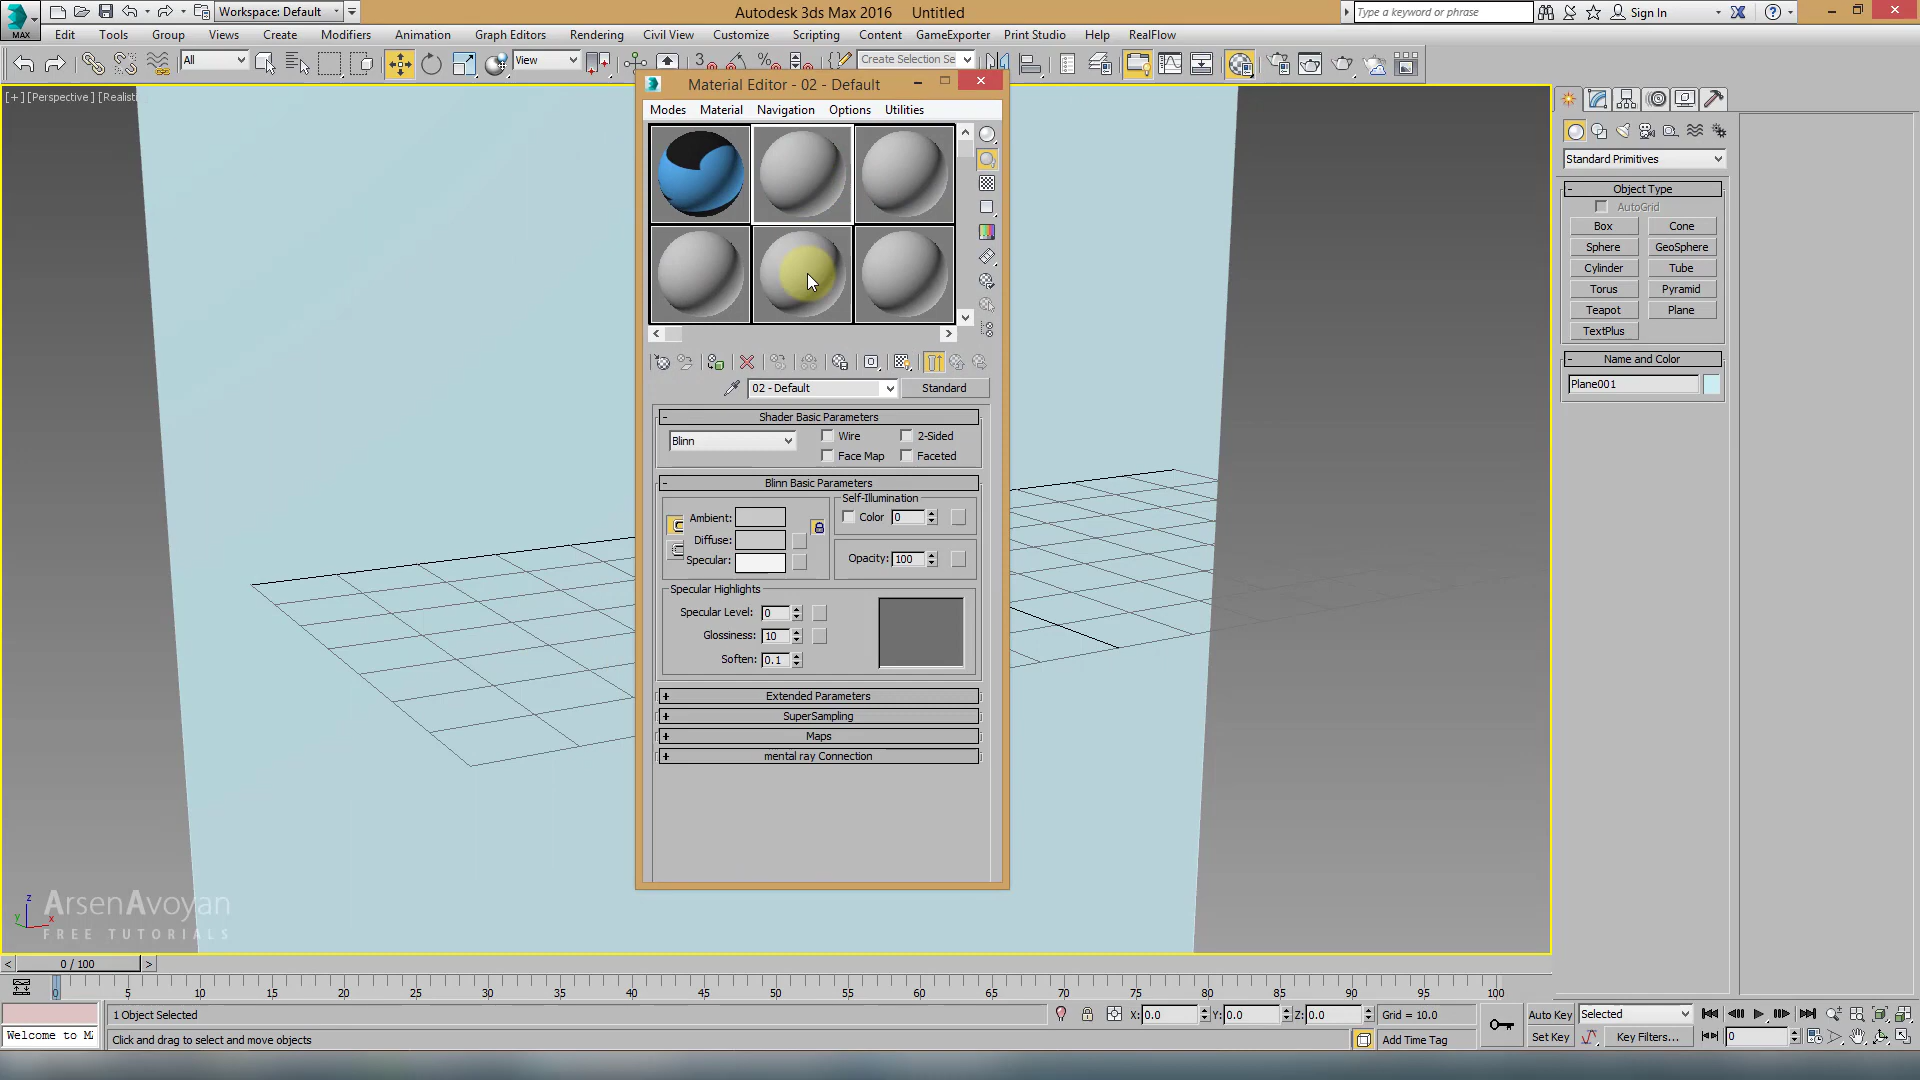 MAX
Workspace: Default
Autodesk 3ds Max 2016 Untitled
Type a keyword or phrase
Sign In
Edit Tools Group Views Create Modifiers Animation Graph Editors Rendering Civil View Customize Scripting Content GameExporter Print Studio Help RealFlow
All
View
Create Selection Se
[+] [Perspective ] [Realist
Material Editor - 02 - Default
Modes Material Navigation Options Utilities
02 - Default
Standard
- Shader Basic Parameters
Blinn
Wire
2-Sided
Face Map
Faceted
- Blinn Basic Parameters
Ambient:
Diffuse:
Specular:
Self-Illumination
Color 0
Opacity: 100
Specular Highlights
Specular Level: 0
Glossiness: 10
Soften: 0.1
+ Extended Parameters
+ SuperSampling
+ Maps
+ mental ray Connection
Standard Primitives
- Object Type
AutoGrid
Box Cone
Sphere GeoSphere
Cylinder Tube
Torus Pyramid
Teapot Plane
TextPlus
- Name and Color
Plane001
z
y
x
ArsenAvoyan
FREE TUTORIALS
< 0 / 100 >
0 5 10 15 20 25 30 35 40 45 50 55 60 65 70 75 80 85 90 95 100
1 Object Selected
X: 0.0 Y: 0.0 Z: 0.0
Grid = 10.0
Auto Key
Selected
Welcome to M
Click and drag to select and move objects
Add Time Tag
Set Key
Key Filters...
0